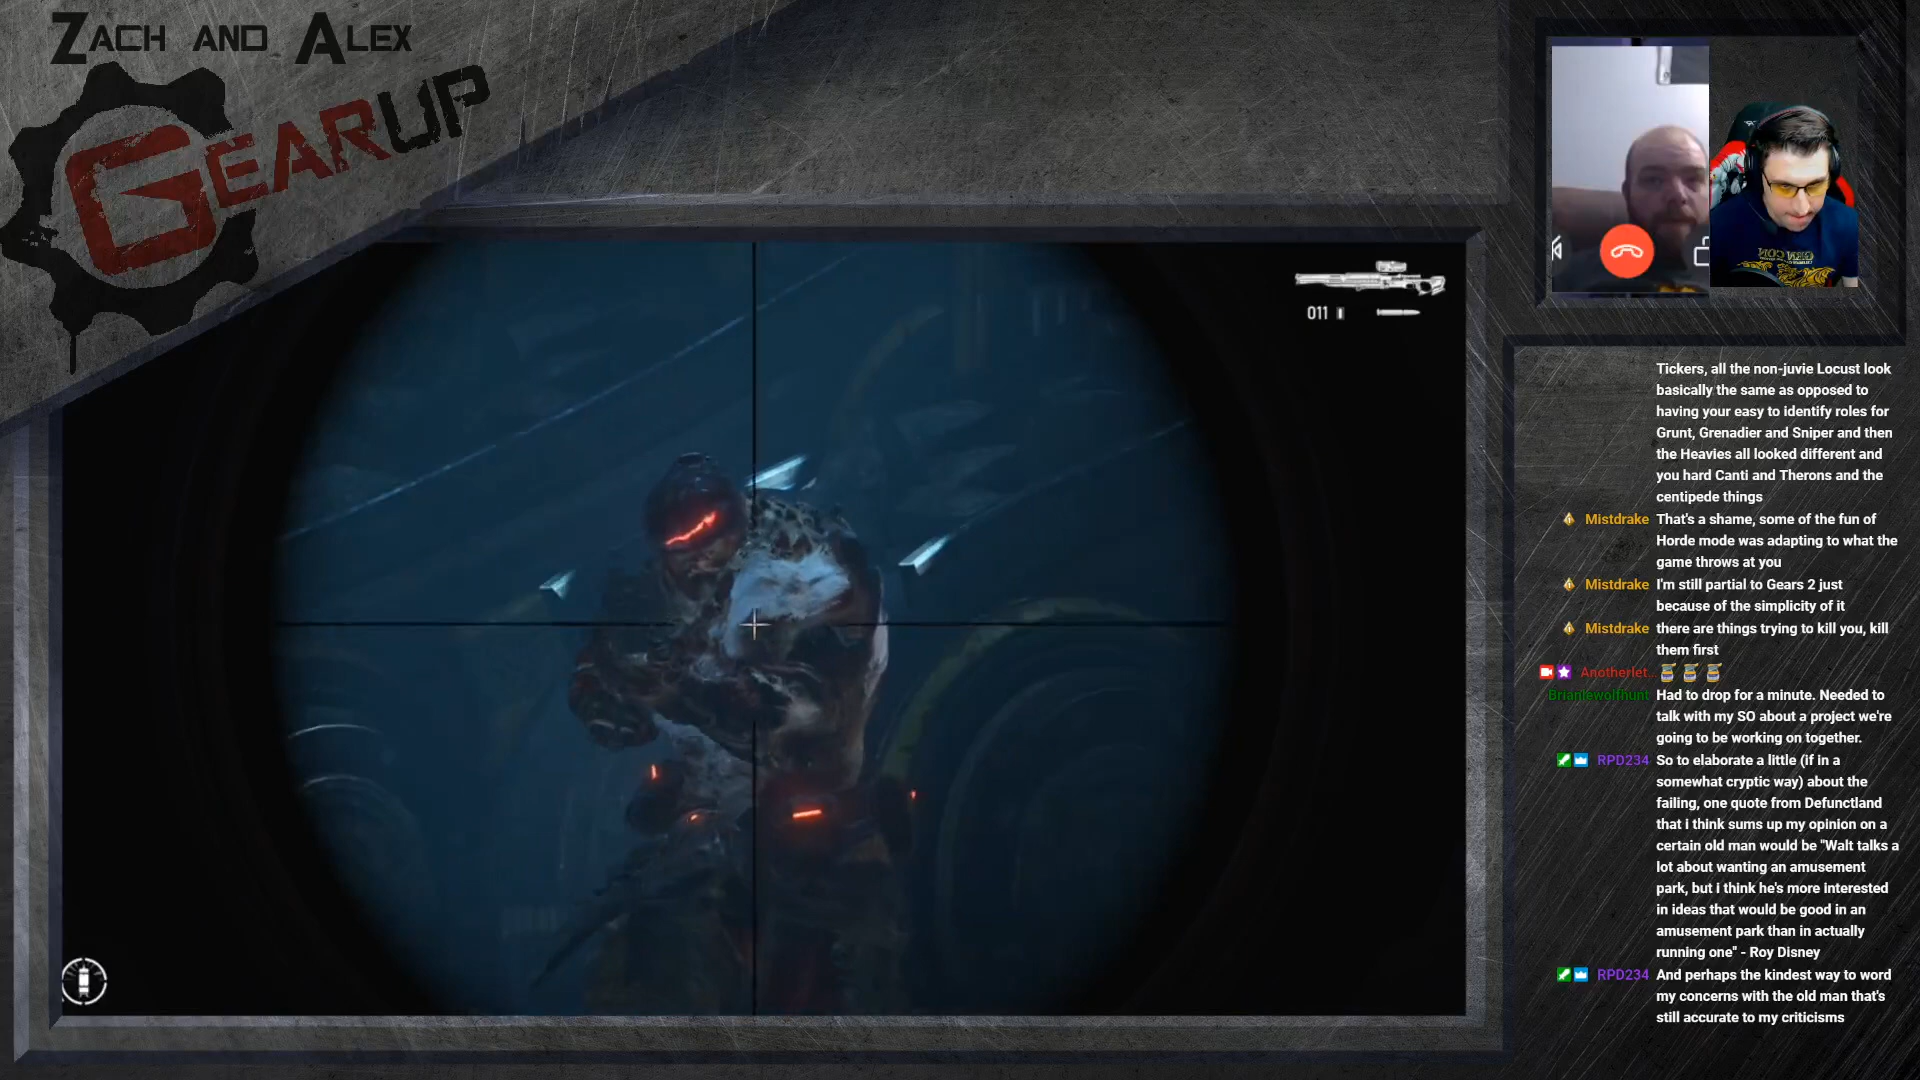 Zach and Alex
GearUp
011
Tickers, all the non-juvie Locust look
basically the same as opposed to
having your easy to identify roles for
Grunt, Grenadier and Sniper and then
the Heavies all looked different and
you hard Canti and Therons and the
centipede things
Mistdrake That's a shame, some of the fun of
Horde mode was adapting to what the
game throws at you
Mistdrake I'm still partial to Gears 2 just
because of the simplicity of it
Mistdrake there are things trying to kill you, kill
them first
Anotherlet...
Brianiewolfhunt Had to drop for a minute. Needed to
talk with my SO about a project we're
going to be working on together.
RPD234 So to elaborate a little (if in a
somewhat cryptic way) about the
failing, one quote from Defunctland
that i think sums up my opinion on a
certain old man would be "Walt talks a
lot about wanting an amusement
park, but i think he's more interested
in ideas that would be good in an
amusement park than in actually
running one" - Roy Disney
RPD234 And perhaps the kindest way to word
my concerns with the old man that's
still accurate to my criticisms